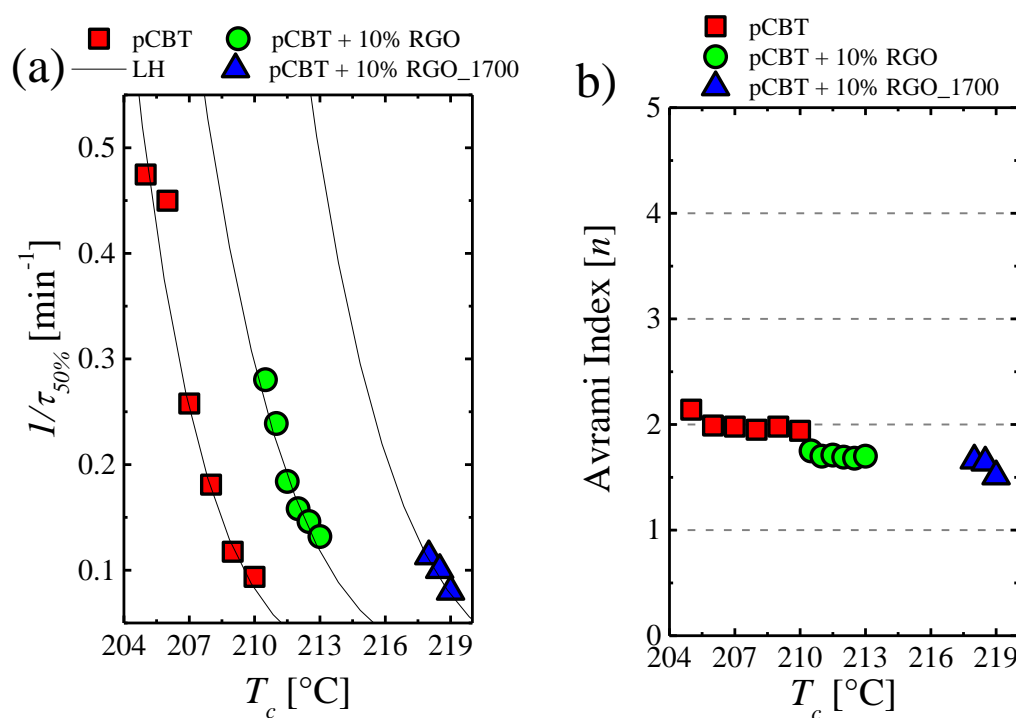 (a)
pCBT
pCBT + 10% RGO
LH
pCBT + 10% RGO_1700
0.5
0.4
0.3
0.2
0.1
1/τ50% [min-1]
204 207 210 213 216 219
Tc [°C]
b)
pCBT
pCBT + 10% RGO
pCBT + 10% RGO_1700
5
4
3
2
1
0
Avrami Index [n]
204 207 210 213 216 219
Tc [°C]